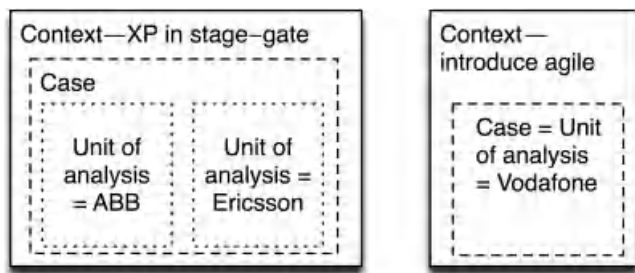 Context—XP in stage–gate
Case
Unit of
analysis
= ABB
Unit of
analysis =
Ericsson
Context—
introduce agile
Case = Unit
of analysis
= Vodafone